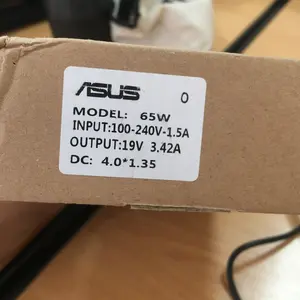 ASUS 0
MODEL: 65W
INPUT:100-240V-1.5A
OUTPUT:19V 3.42A
DC: 4.0*1.35